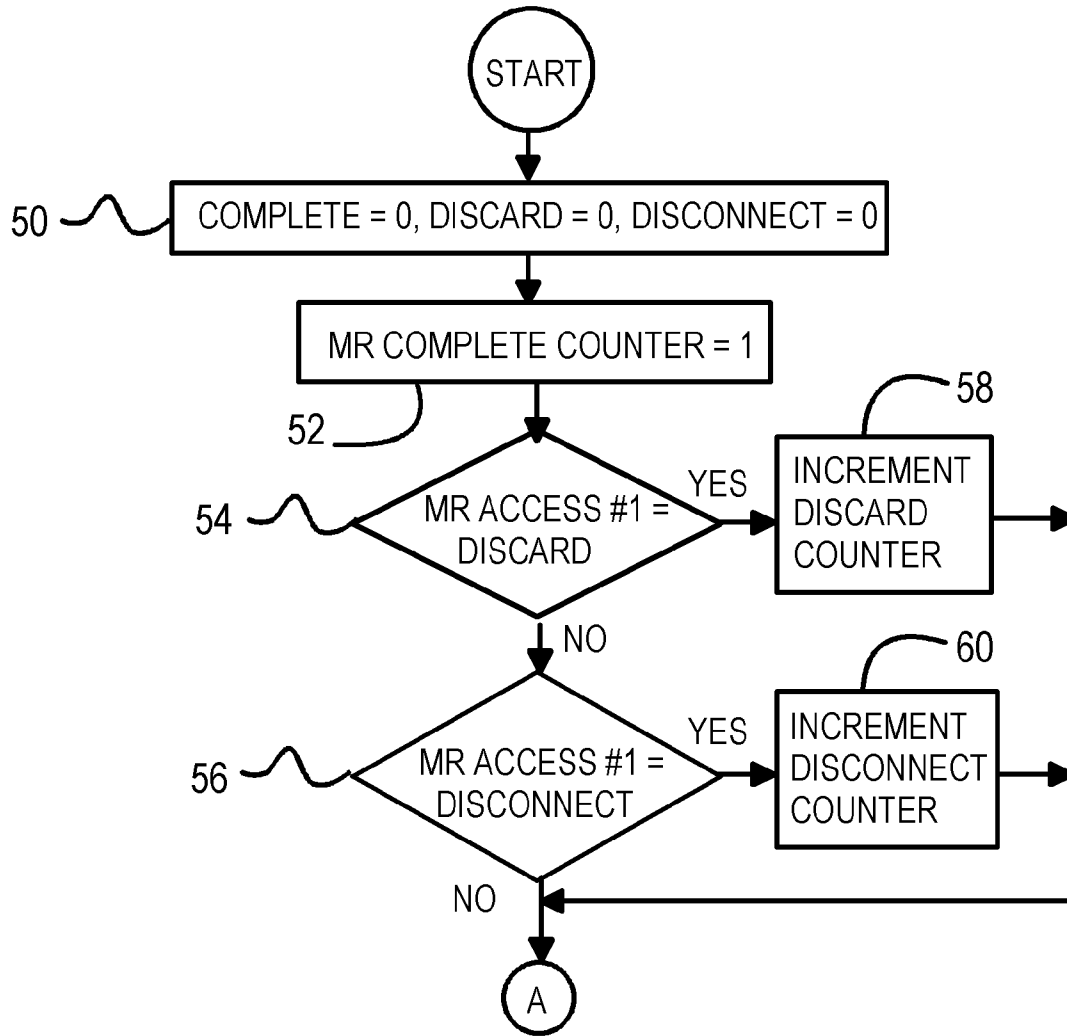 START
50
COMPLETE = 0, DISCARD = 0, DISCONNECT = 0
MR COMPLETE COUNTER = 1
52
58
54
MR ACCESS #1 =
DISCARD
YES
INCREMENT
DISCARD
COUNTER
NO
60
56
MR ACCESS #1 =
DISCONNECT
YES
INCREMENT
DISCONNECT
COUNTER
NO
A